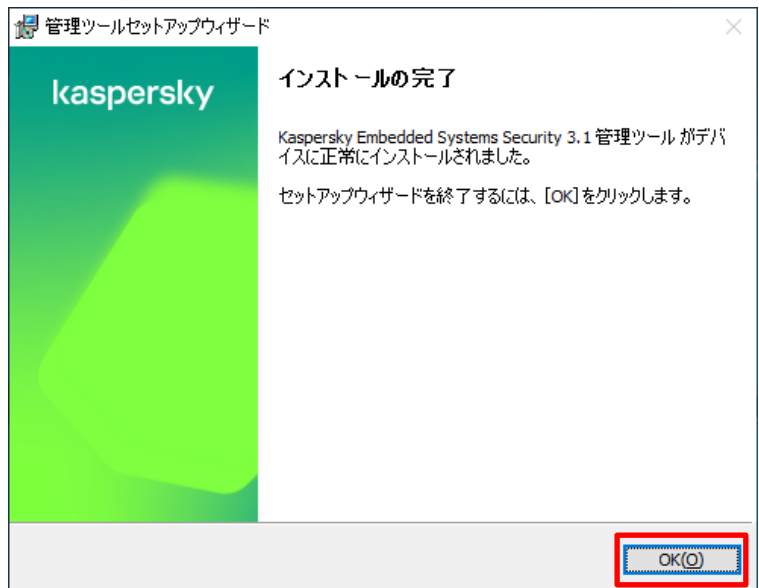 管理ツールセットアップウィザード
kaspersky
インストールの完了
Kaspersky Embedded Systems Security 3.1 管理ツール がデバ
イスに正常にインストールされました。
セットアップウィザードを終了するには、[OK] をクリックします。
OK(O)